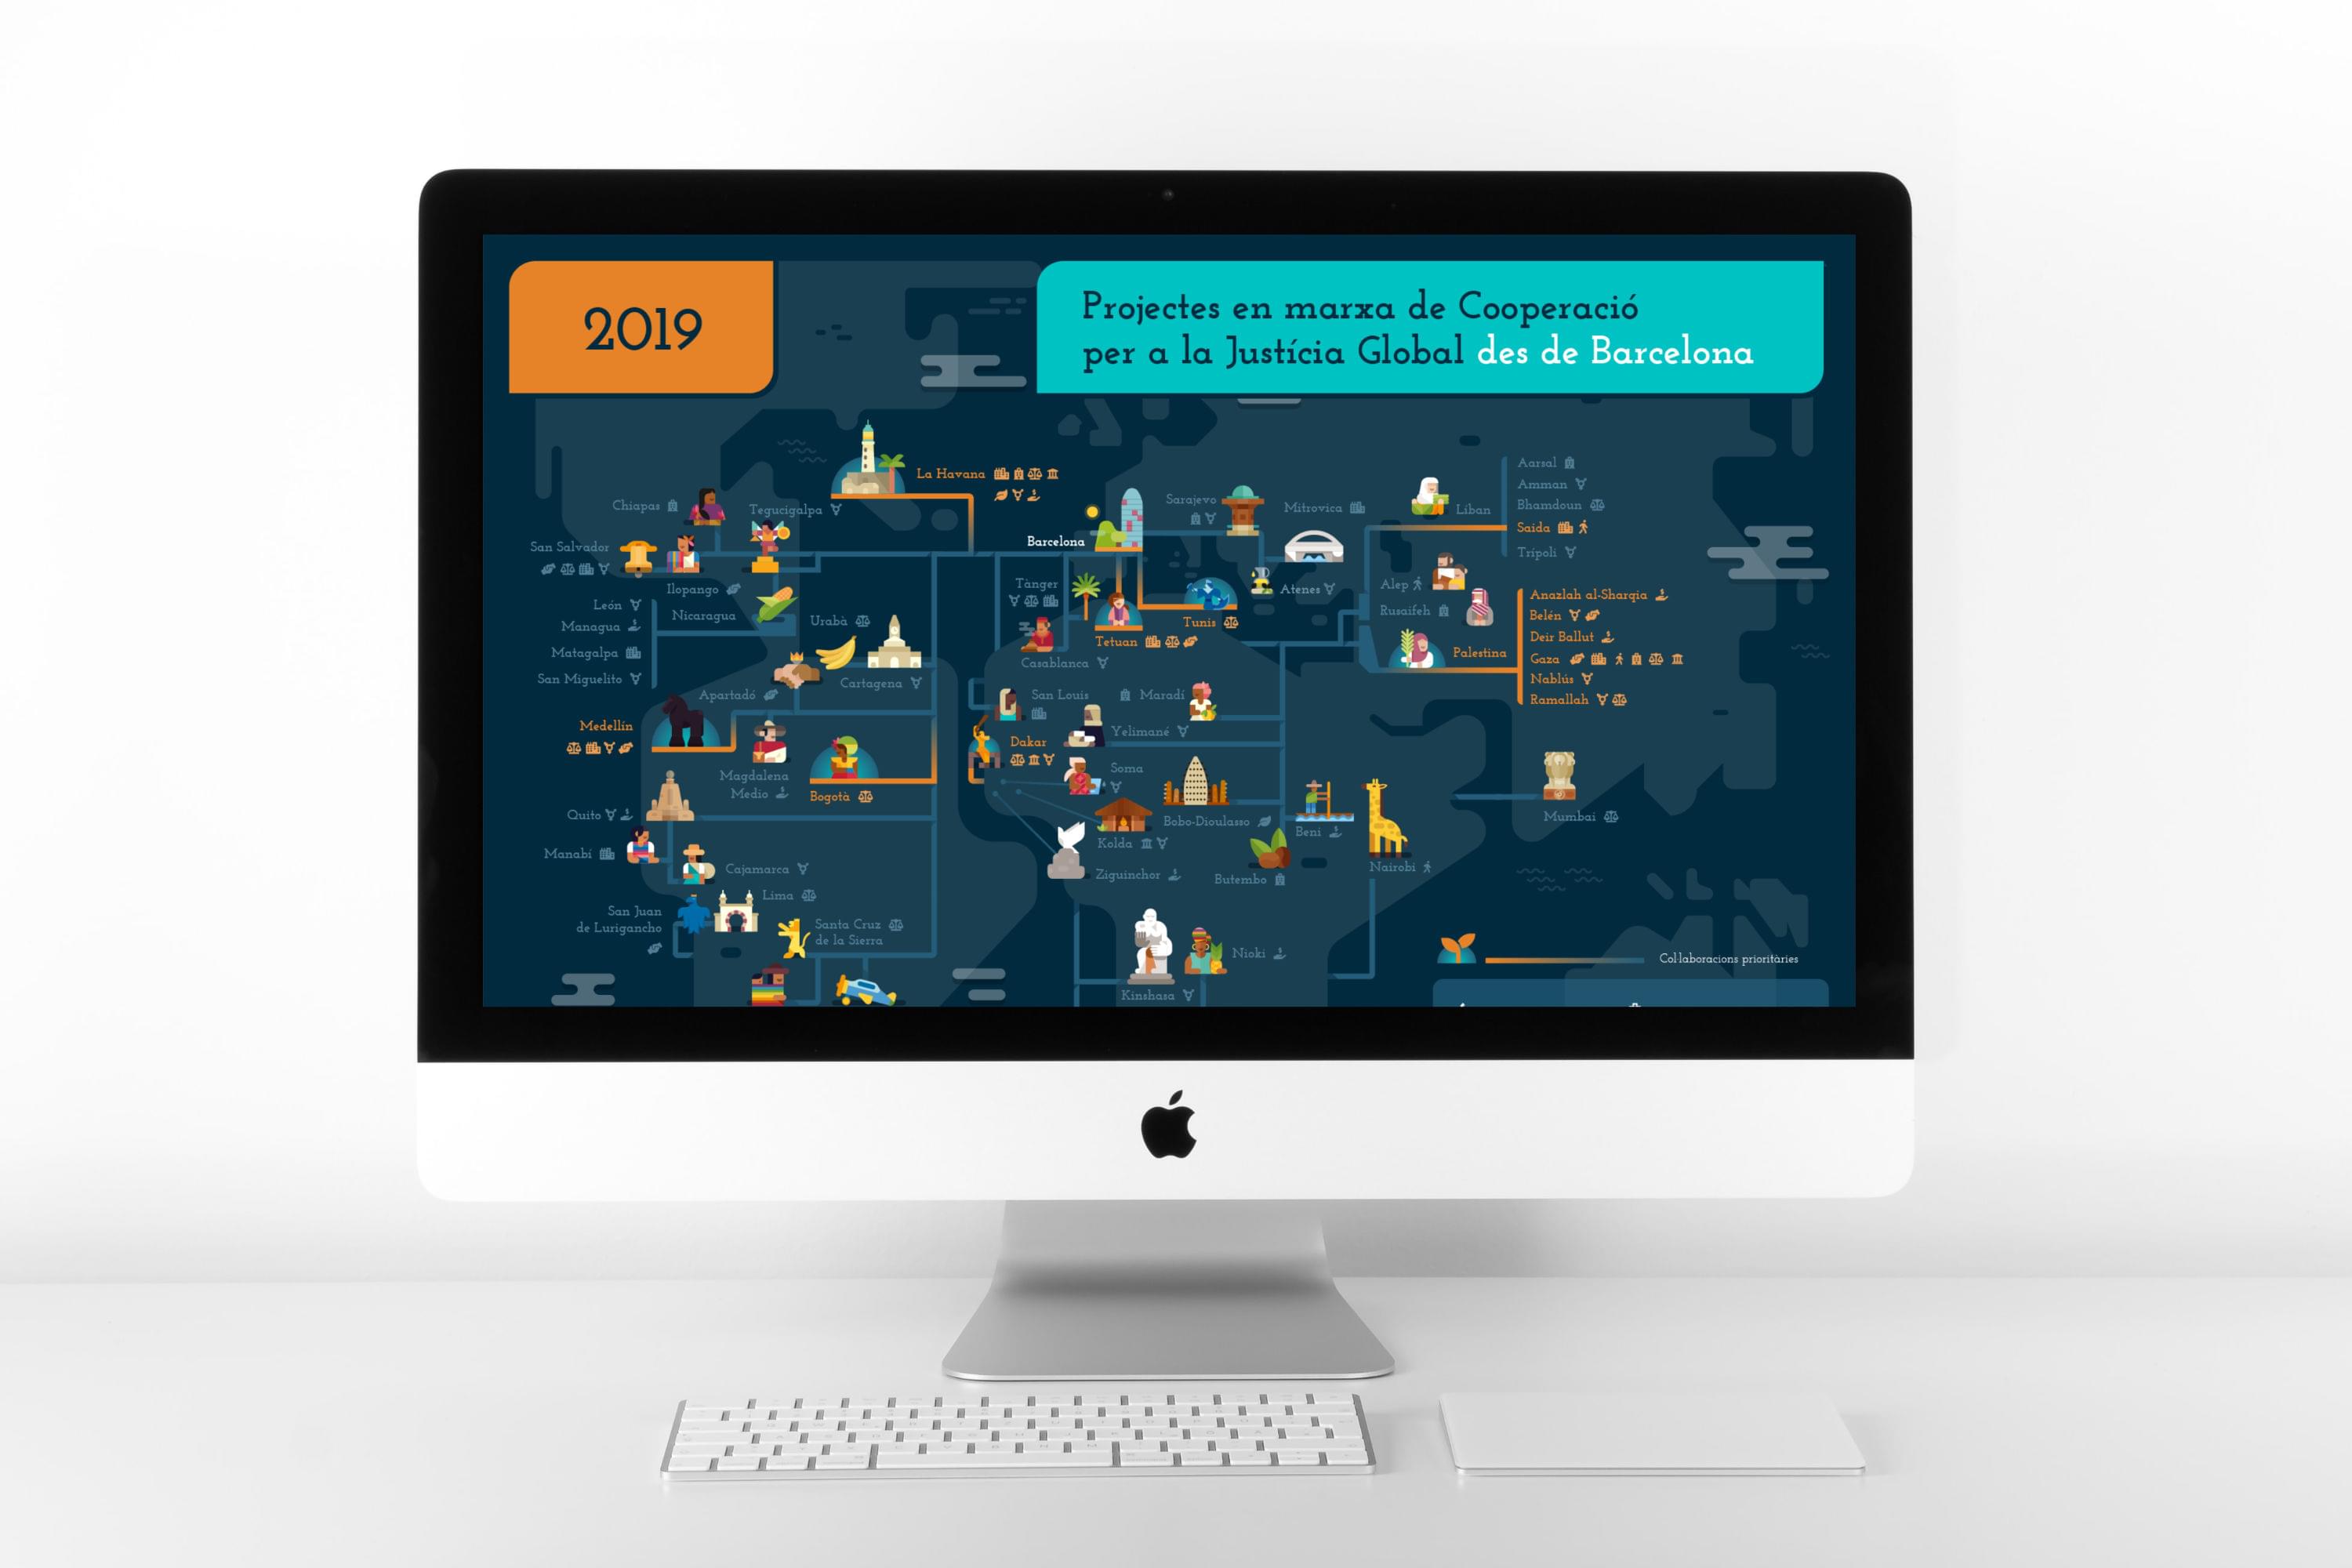 2019
Projectes en marxa de Cooperació
per a la Justícia Global des de Barcelona
La Havana
Chiapas
Tegucigalpa
San Salvador
Ilopango
León
Managua
Matagalpa
San Miguelito
Nicaragua
Urabà
Cartagena
Apartadó
Medellín
Magdalena
Medio
Bogotà
Quito
Manabí
Cajamarca
Lima
San Juan
de Lurigancho
Santa Cruz
de la Sierra
Barcelona
Sarajevo
Mitrovica
Atenes
Tànger
Tunis
Tetuan
Casablanca
San Louis
Maradí
Yelimané
Dakar
Soma
Bobo-Dioulasso
Kolda
Ziguinchor
Butembo
Beni
Nairobi
Nioki
Kinshasa
Líban
Aarsal
Amman
Bhamdoun
Saida
Trípoli
Alep
Rusaifeh
Palestina
Anazlah al-Sharqia
Belén
Deir Ballut
Gaza
Nablús
Ramallah
Mumbai
Col·laboracions prioritàries